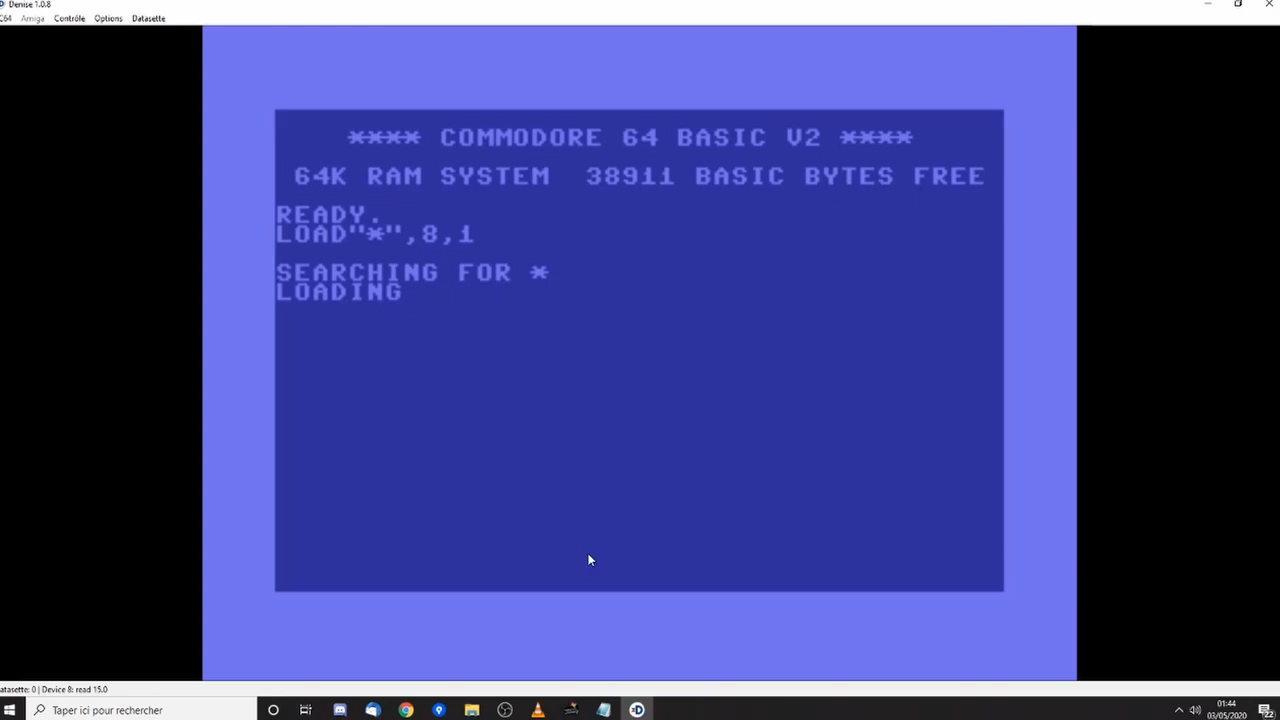 Denise 1.0.8
C64 Amiga Contrôle Options Datasette
**** COMMODORE 64 BASIC V2 ****
64K RAM SYSTEM 38911 BASIC BYTES FREE
READY.
LOAD"*",8,1
SEARCHING FOR *
LOADING
atasette: 0 | Device 8: read 15.0
Taper ici pour rechercher
01:44
03/05/2020
22